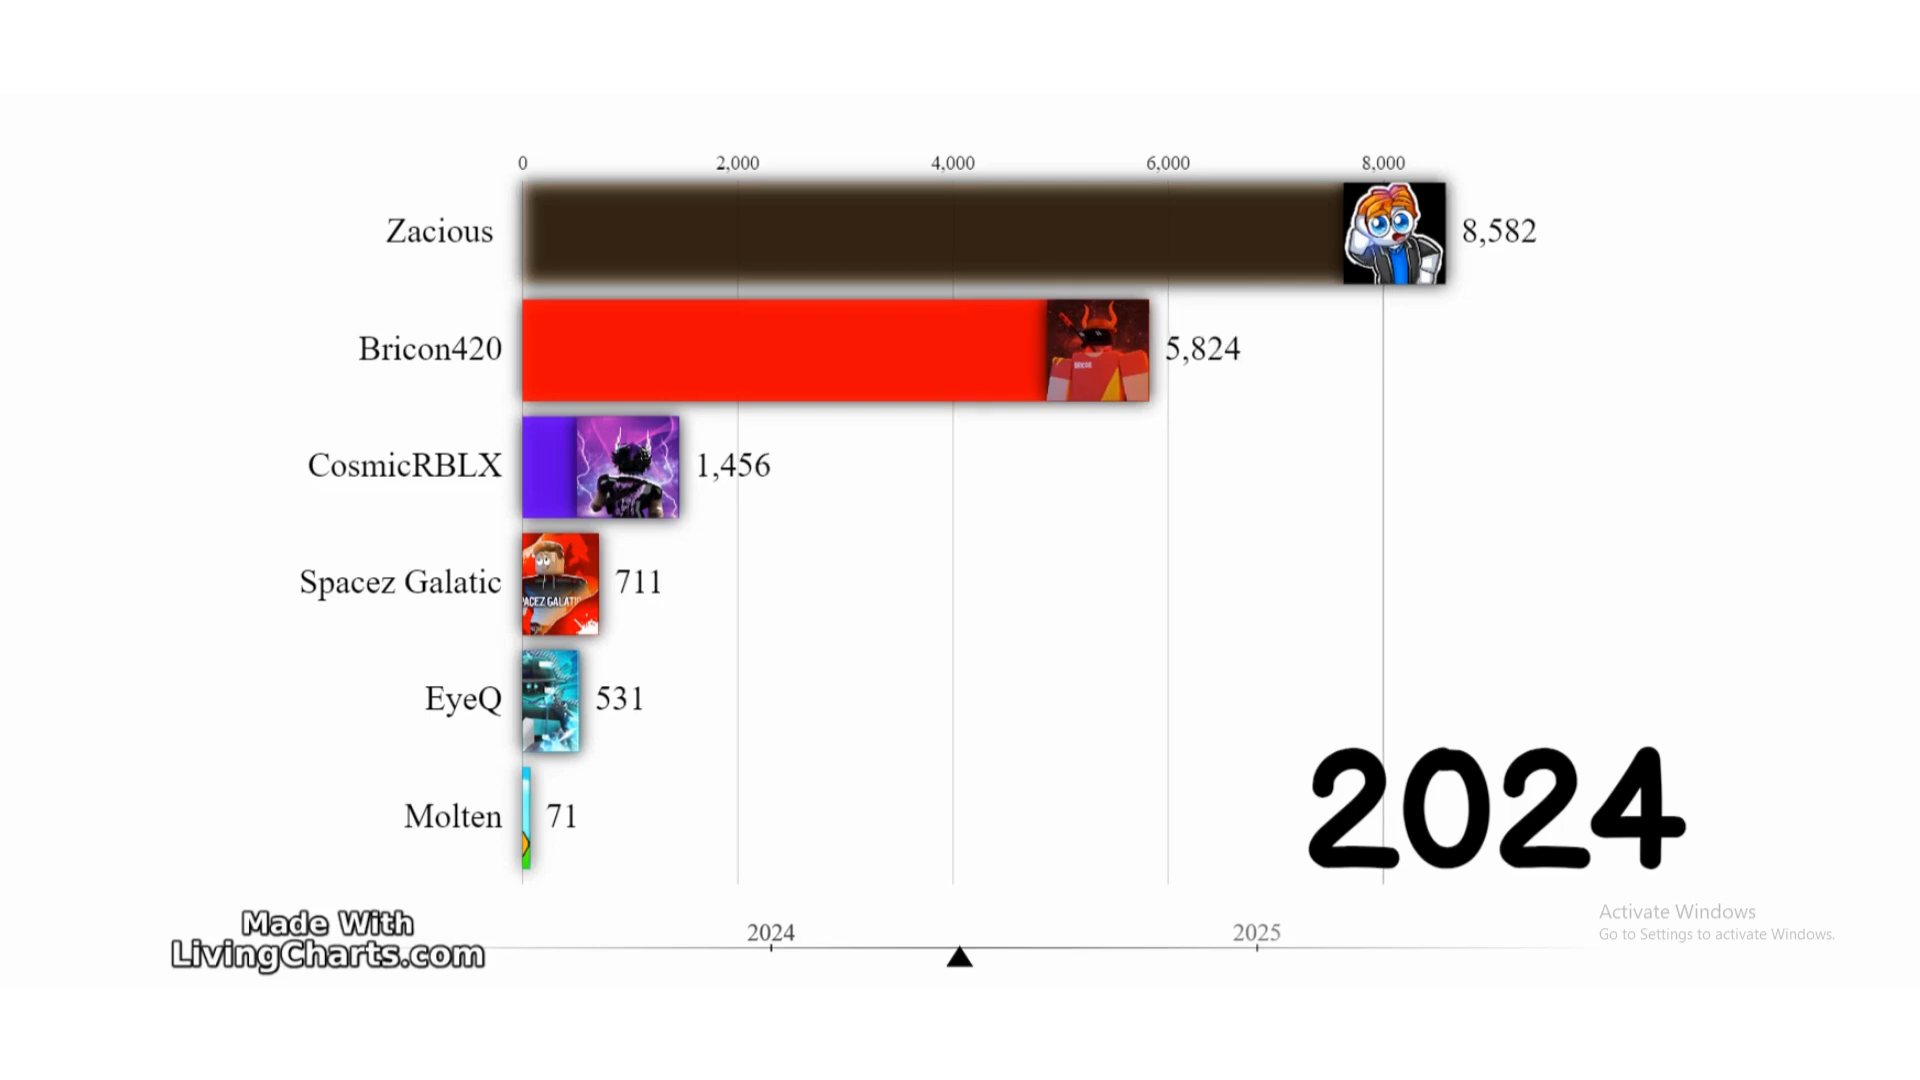 0 2,000 4,000 6,000 8,000
Zacious 8,582
Bricon420 5,824
CosmicRBLX 1,456
Spacez Galatic 711
EyeQ 531
Molten 71
2024
Activate Windows
Go to Settings to activate Windows.
Made With
LivingCharts.com
2024 2025